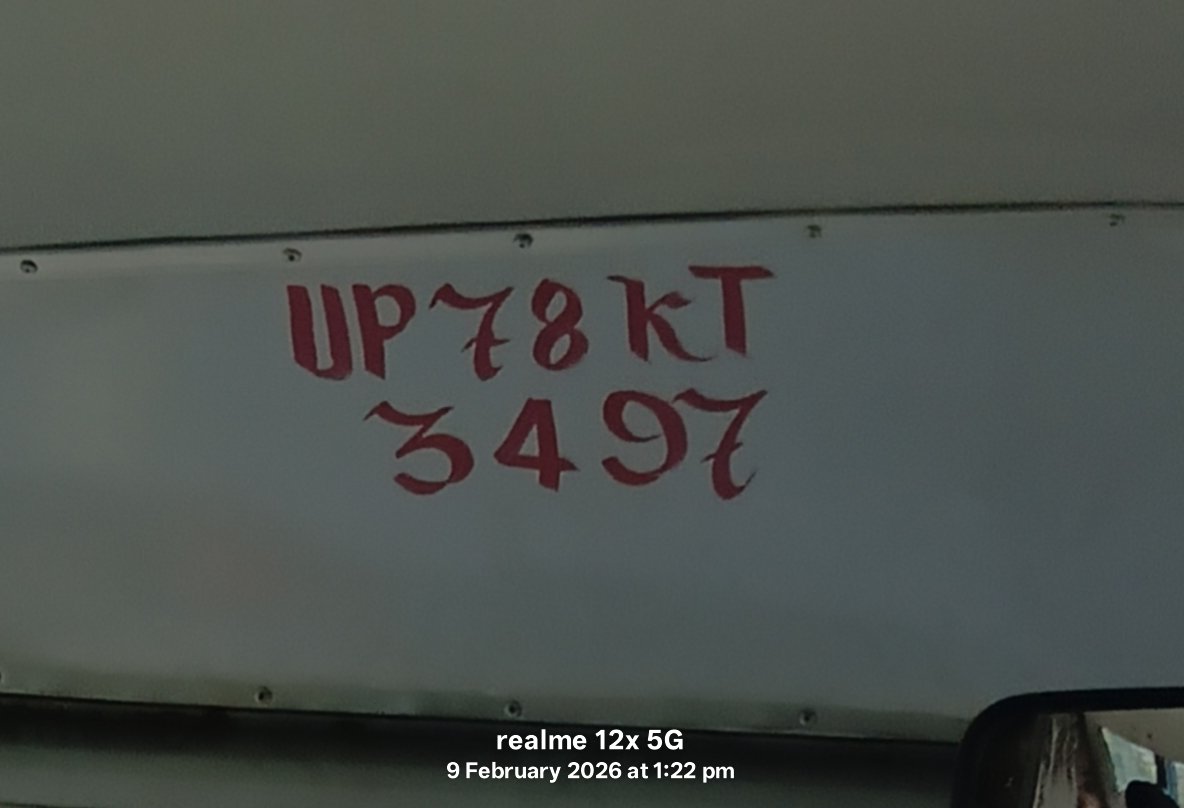 UP78KT
3497
realme 12x 5G
9 February 2026 at 1:22 pm